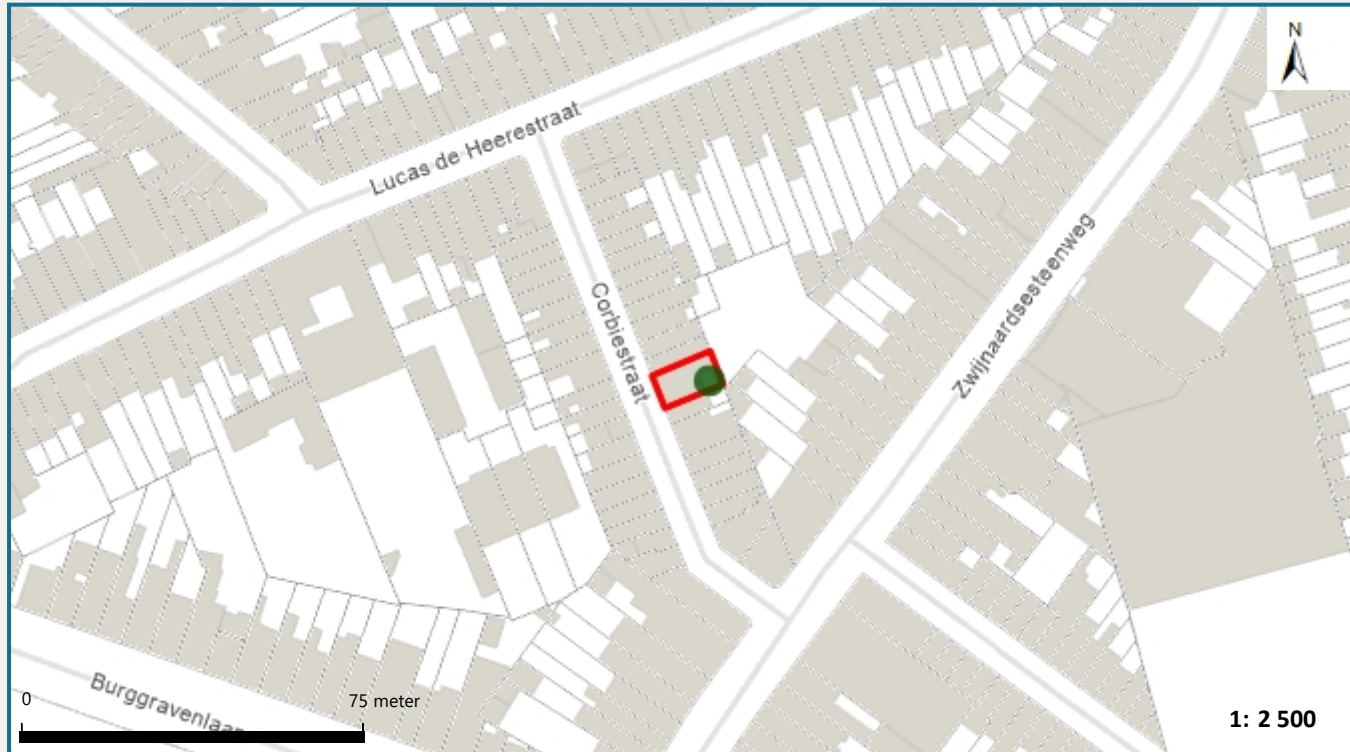 N
Lucas de Heerestraat
Corbiestraat
Zwijnaardsesteenweg
Burggravenlaan
0
75 meter
1: 2 500